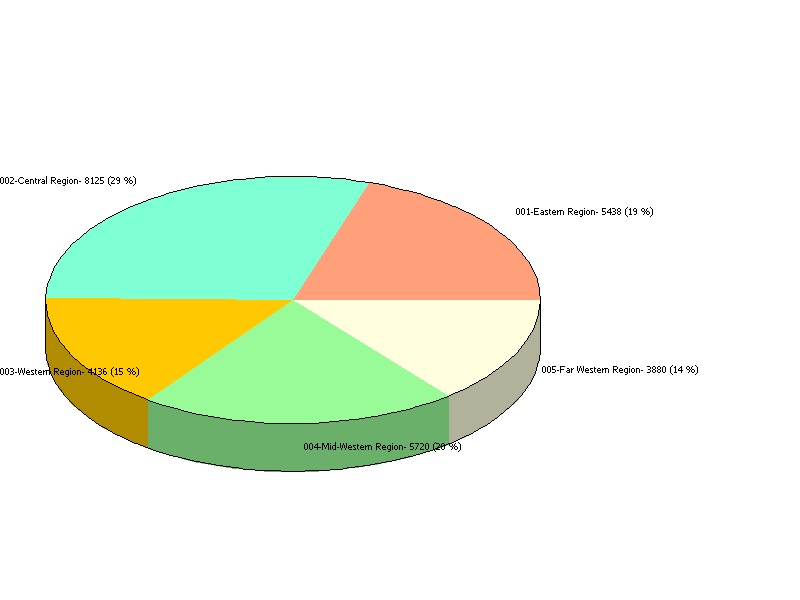 002-Central Region- 8125 (29 %)
001-Eastern Region- 5438 (19 %)
003-Western Region- 4136 (15 %)
005-Far Western Region- 3880 (14 %)
004-Mid-Western Region- 5720 (20 %)